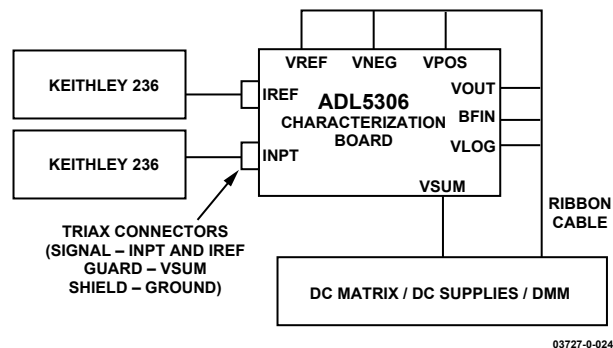 VREF VNEG VPOS
KEITHLEY 236
IREF
ADL5306
CHARACTERIZATION
BOARD
VOUT
BFIN
VLOG
KEITHLEY 236
INPT
VSUM
TRIAX CONNECTORS
(SIGNAL – INPT AND IREF
GUARD – VSUM
SHIELD – GROUND)
RIBBON
CABLE
DC MATRIX / DC SUPPLIES / DMM
03727-0-024